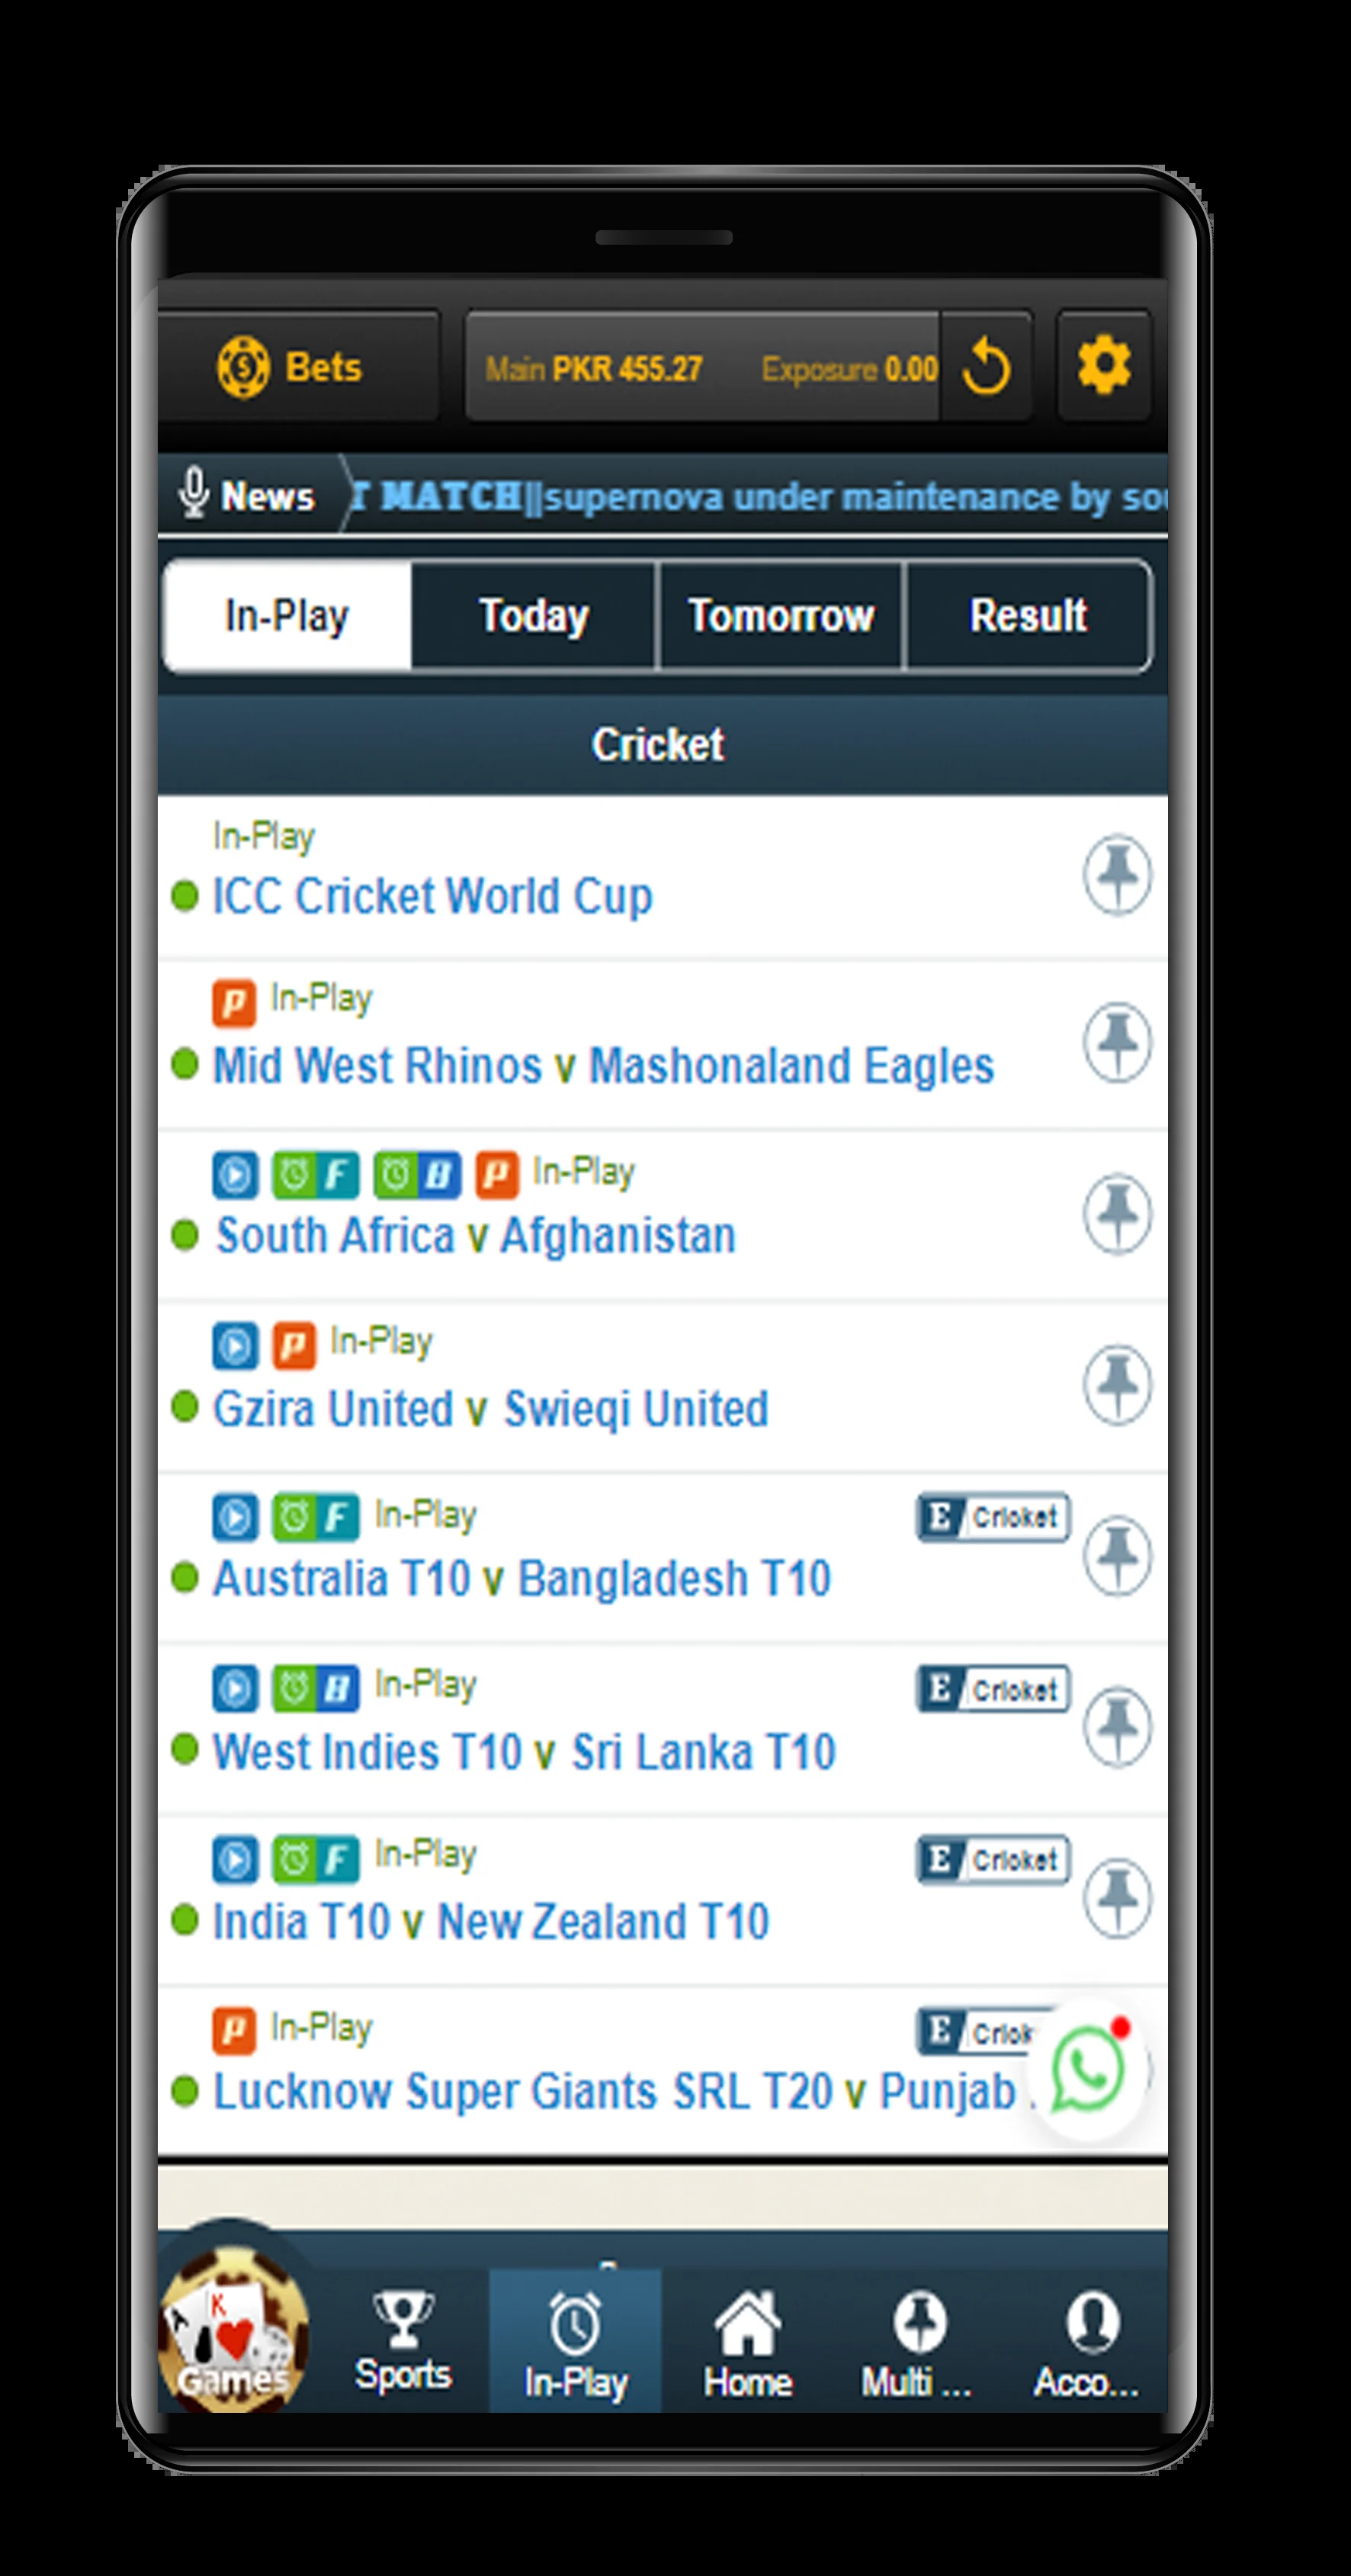 Bets
Main PKR 455.27 Exposure 0.00
News
T MATCH||supernova under maintenance by sou
In-Play Today Tomorrow Result
Cricket
In-Play
ICC Cricket World Cup
P In-Play
Mid West Rhinos v Mashonaland Eagles
F B P In-Play
South Africa v Afghanistan
P In-Play
Gzira United v Swieqi United
F In-Play E Cricket
Australia T10 v Bangladesh T10
B In-Play E Cricket
West Indies T10 v Sri Lanka T10
F In-Play E Cricket
India T10 v New Zealand T10
P In-Play E Crick
Lucknow Super Giants SRL T20 v Punjab
Games Sports In-Play Home Multi ... Acco...